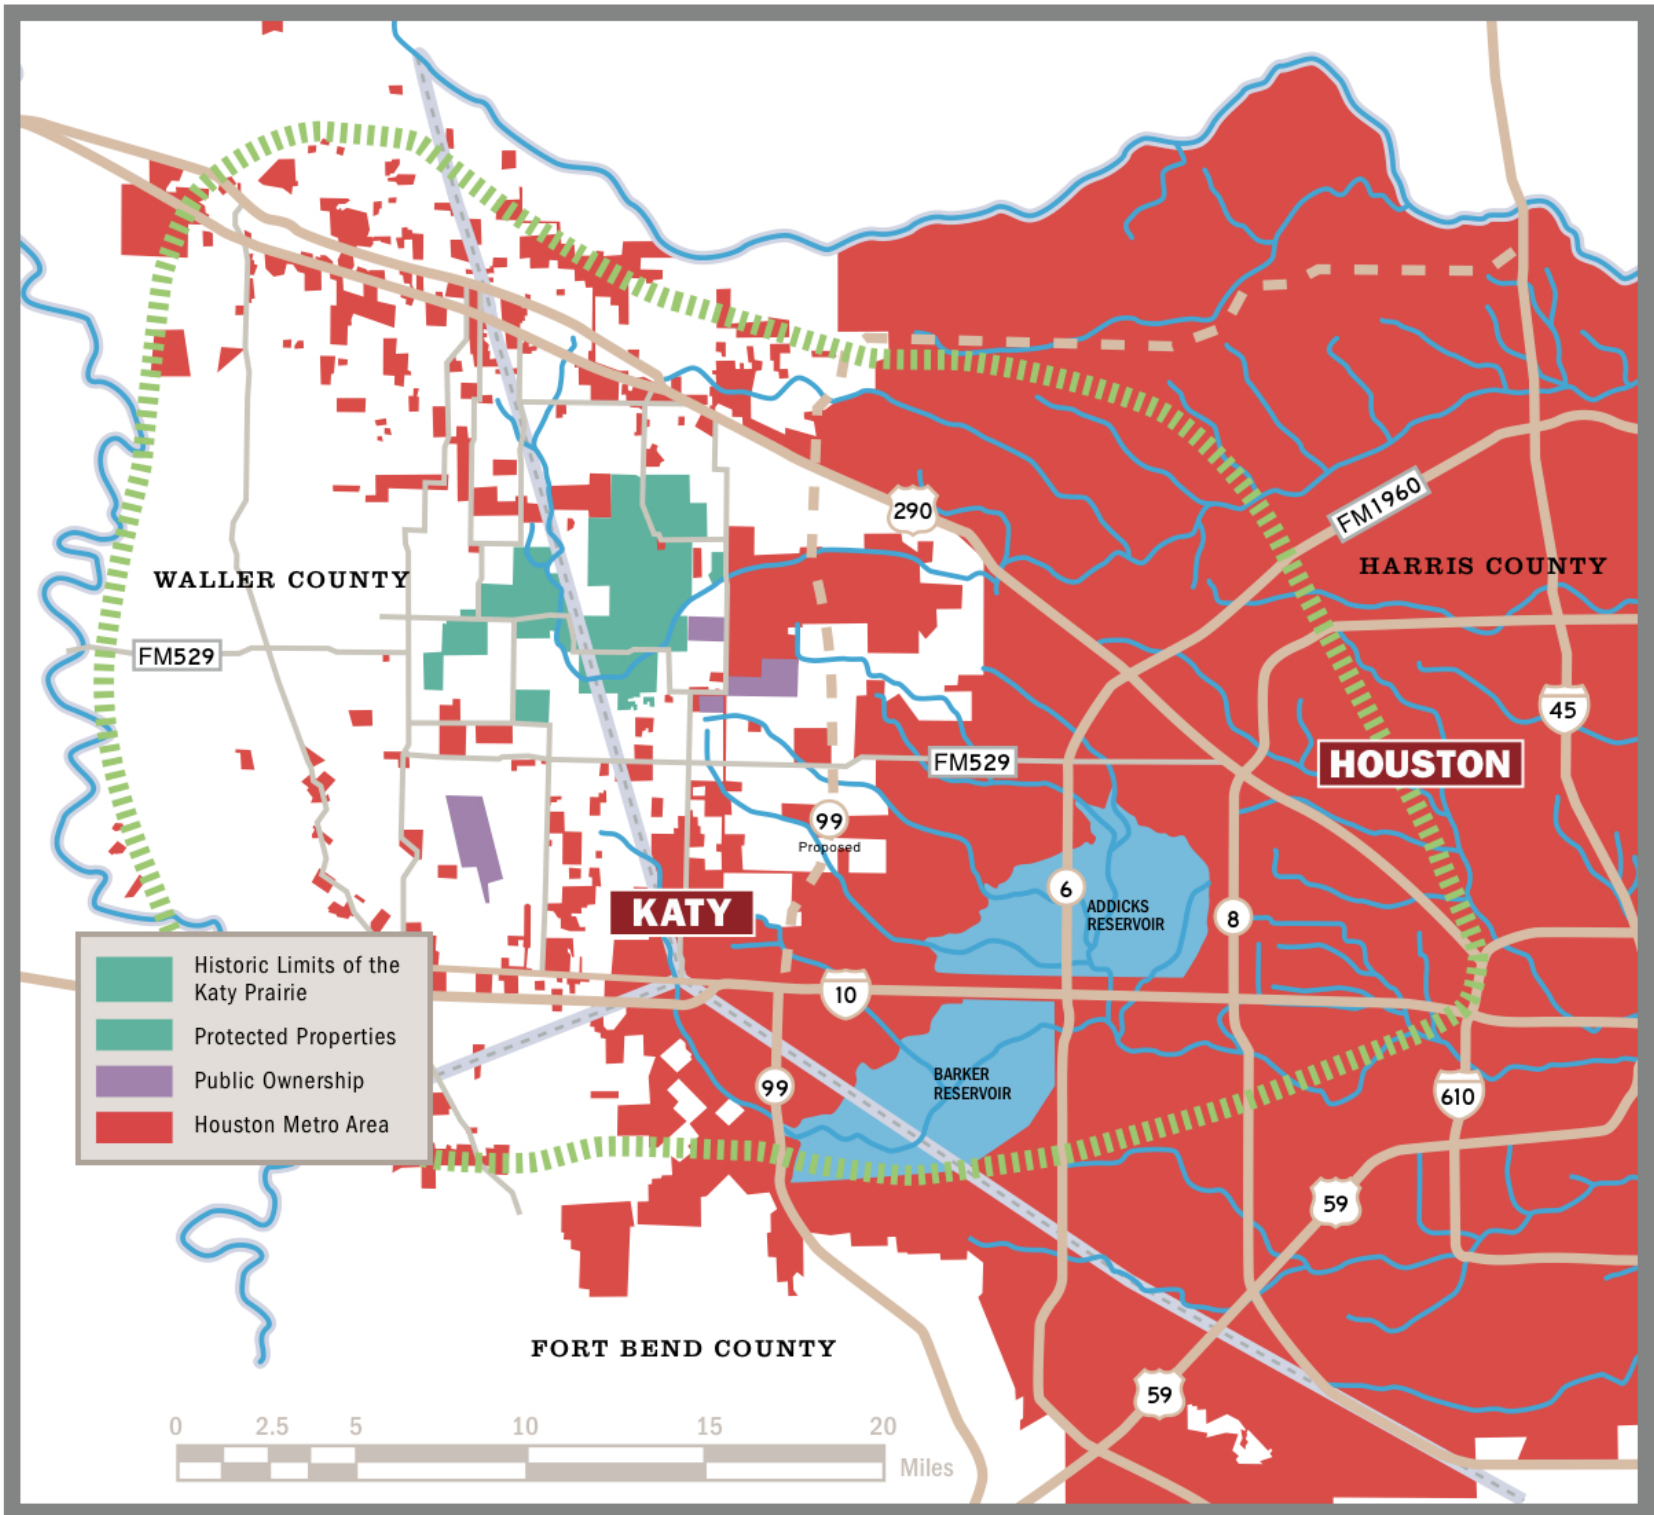 290
FM1960
HARRIS COUNTY
WALLER COUNTY
FM529
45
FM529
HOUSTON
99
Proposed
6
ADDICKS
RESERVOIR
8
KATY
10
Historic Limits of the
Katy Prairie
Protected Properties
Public Ownership
Houston Metro Area
99
BARKER
RESERVOIR
610
59
FORT BEND COUNTY
59
0 2.5 5 10 15 20
Miles